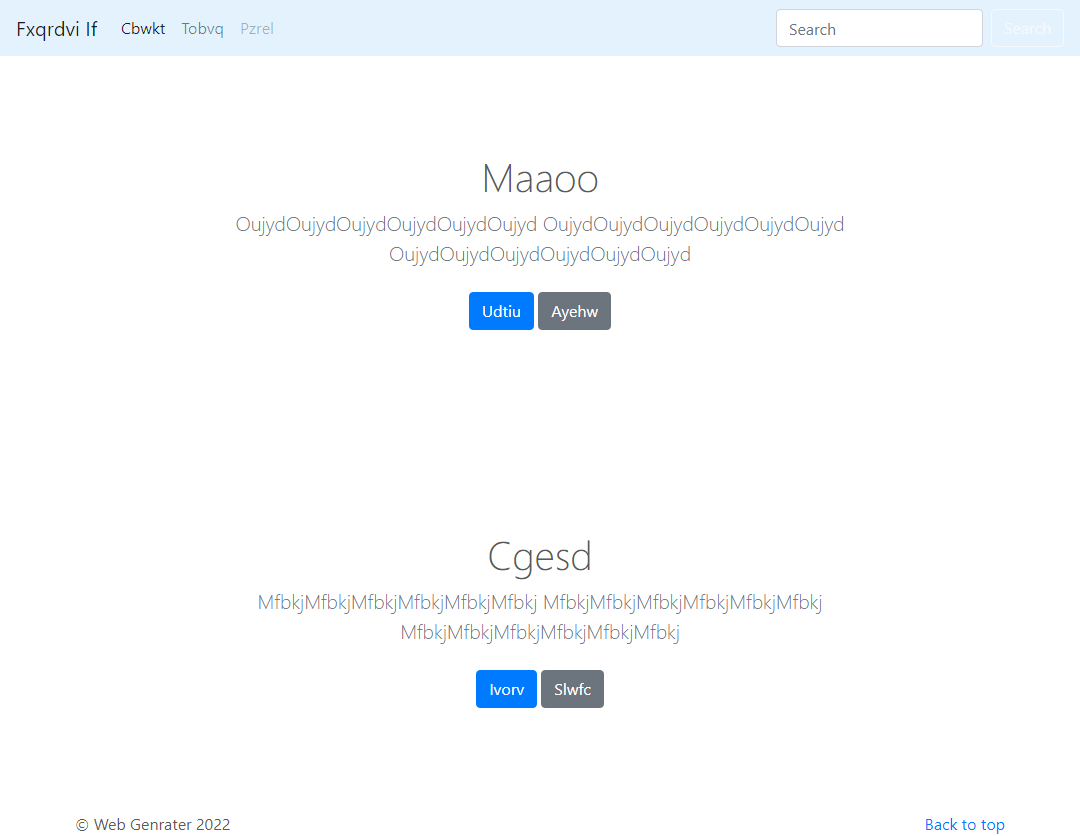 Fxqrdvi lf Cbwkt Tobvq Pzrel Search Search
Maaoo
OujydOujydOujydOujydOujydOujyd OujydOujydOujydOujydOujydOujyd
OujydOujydOujydOujydOujydOujyd
Udtiu Ayehw
Cgesd
MfbkjMfbkjMfbkjMfbkjMfbkjMfbkj MfbkjMfbkjMfbkjMfbkjMfbkjMfbkj
MfbkjMfbkjMfbkjMfbkjMfbkjMfbkj
Ivorv Slwfc
© Web Genrater 2022 Back to top